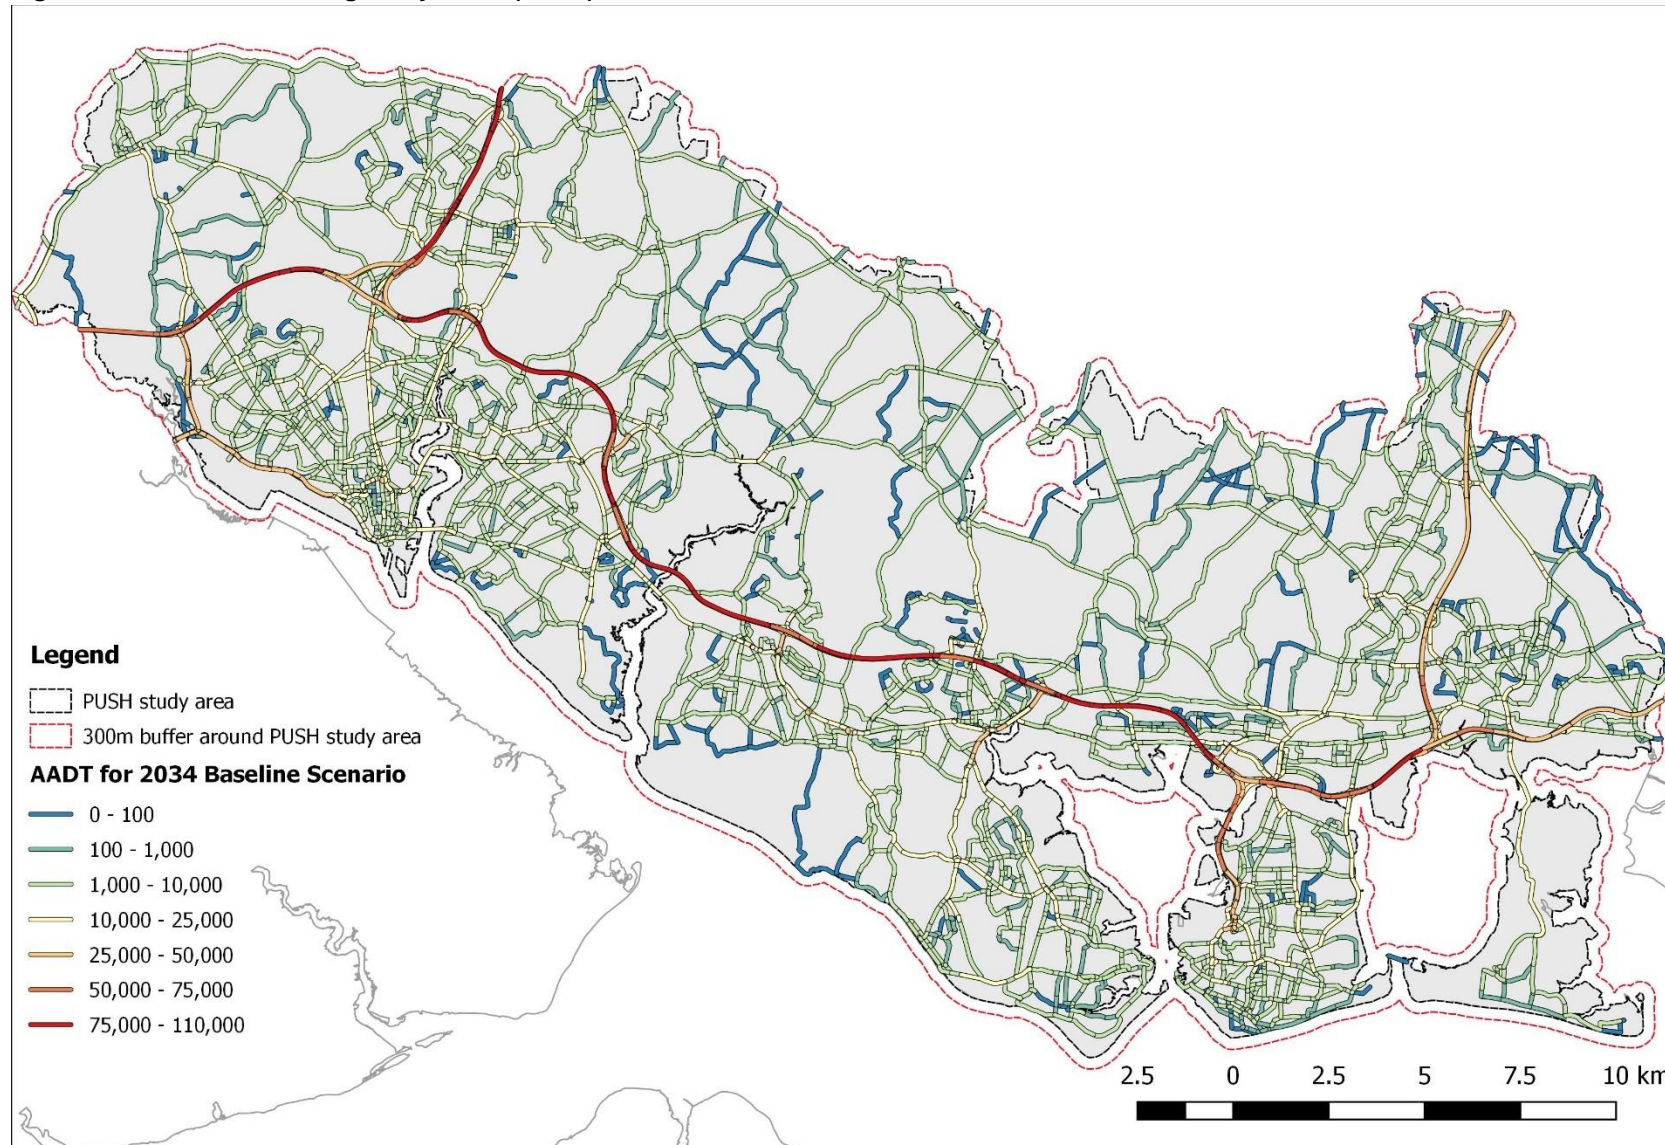 Legend
PUSH study area
300m buffer around PUSH study area
AADT for 2034 Baseline Scenario
0 - 100
100 - 1,000
1,000 - 10,000
10,000 - 25,000
25,000 - 50,000
50,000 - 75,000
75,000 - 110,000
2.5 0 2.5 5 7.5 10 km